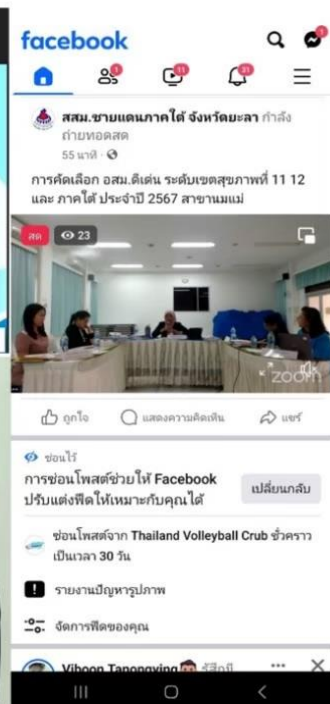 facebook
1
11
31
สสม.ชายแดนภาคใต้ จังหวัดยะลา กำลัง
ถ่ายทอดสด
55 นาที ·
การคัดเลือก อสม.ดีเด่น ระดับเขตสุขภาพที่ 11 12
และ ภาคใต้ ประจำปี 2567 สาขานมแม่
สด 23
zoom
ถูกใจ แสดงความคิดเห็น แชร์
ซ่อนไว้
การซ่อนโพสต์ช่วยให้ Facebook
ปรับแต่งฟีดให้เหมาะกับคุณได้
เปลี่ยนกลับ
ซ่อนโพสต์จาก Thailand Volleyball Crub ชั่วคราว
เป็นเวลา 30 วัน
รายงานปัญหารูปภาพ
จัดการฟีดของคุณ
Viboon Tanongying